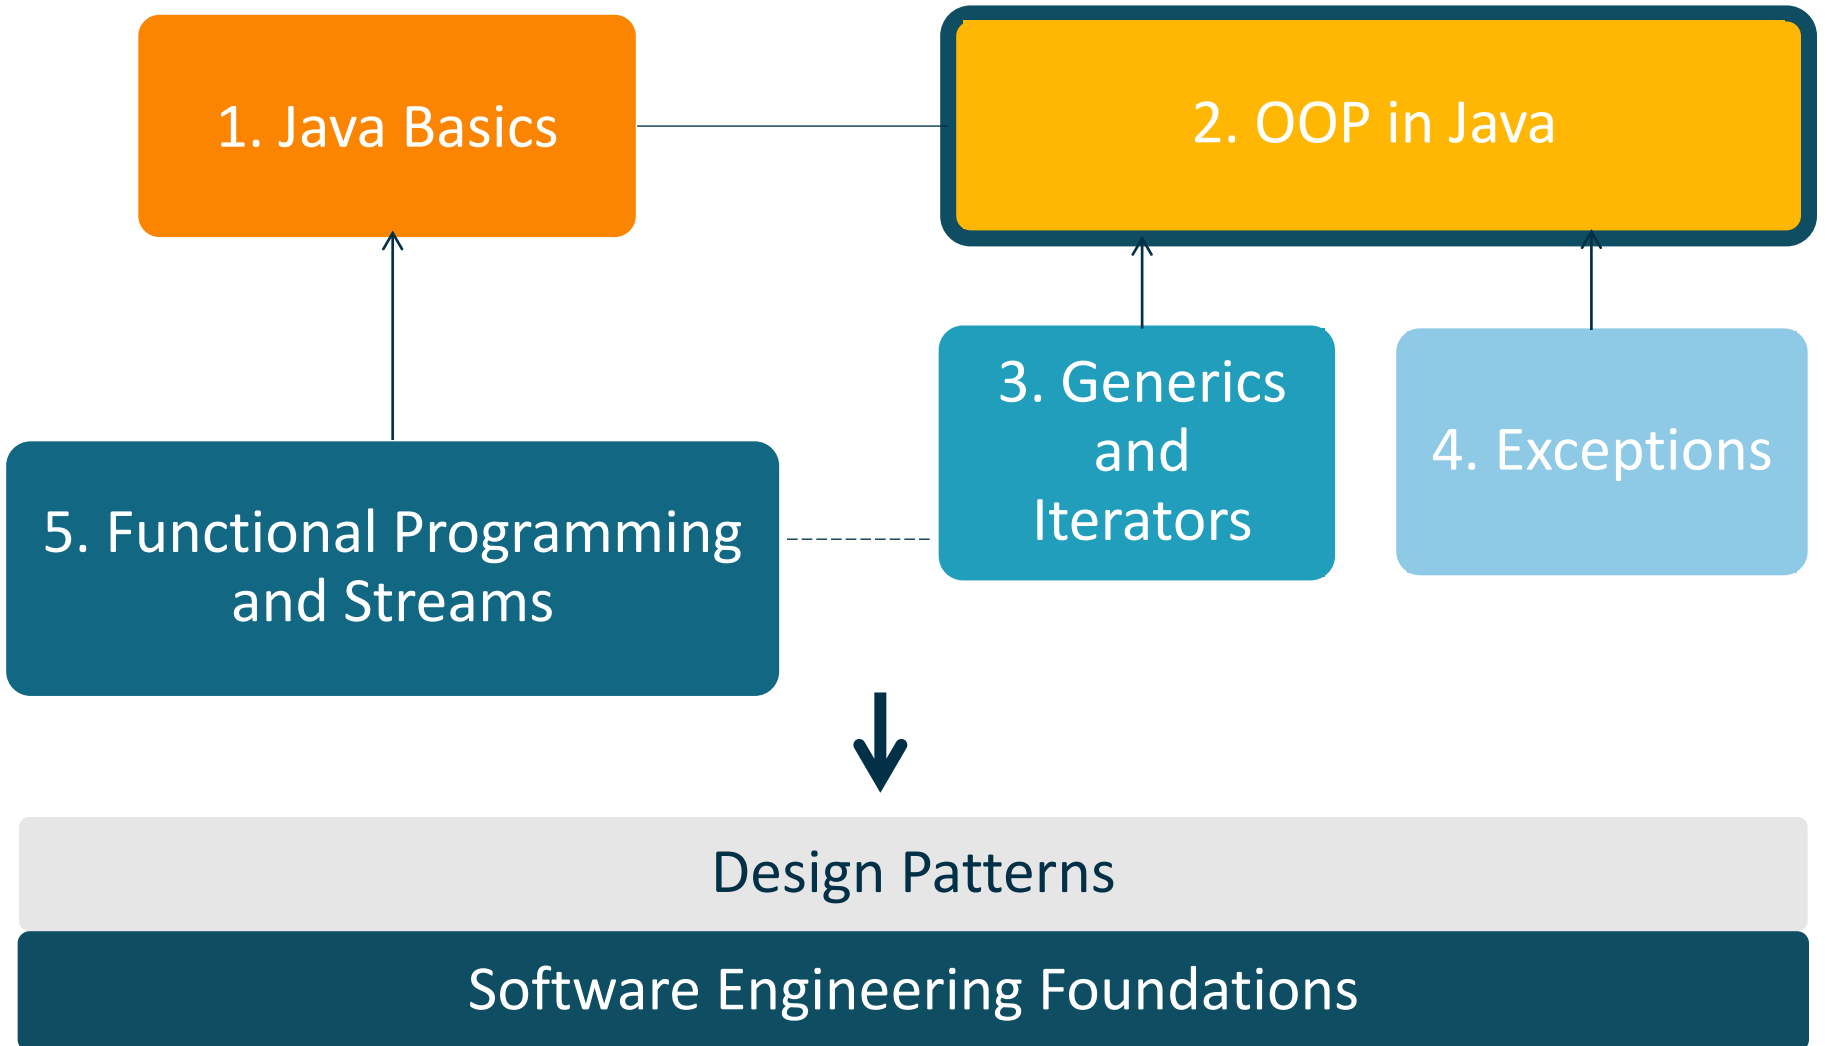 1. Java Basics
2. OOP in Java
3. Generics
and
Iterators
4. Exceptions
5. Functional Programming
and Streams
Design Patterns
Software Engineering Foundations